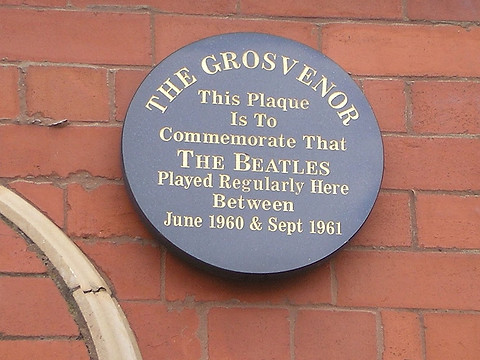 THE GROSVENOR
This Plaque
Is To
Commemorate That
THE BEATLES
Played Regularly Here
Between
June 1960 & Sept 1961